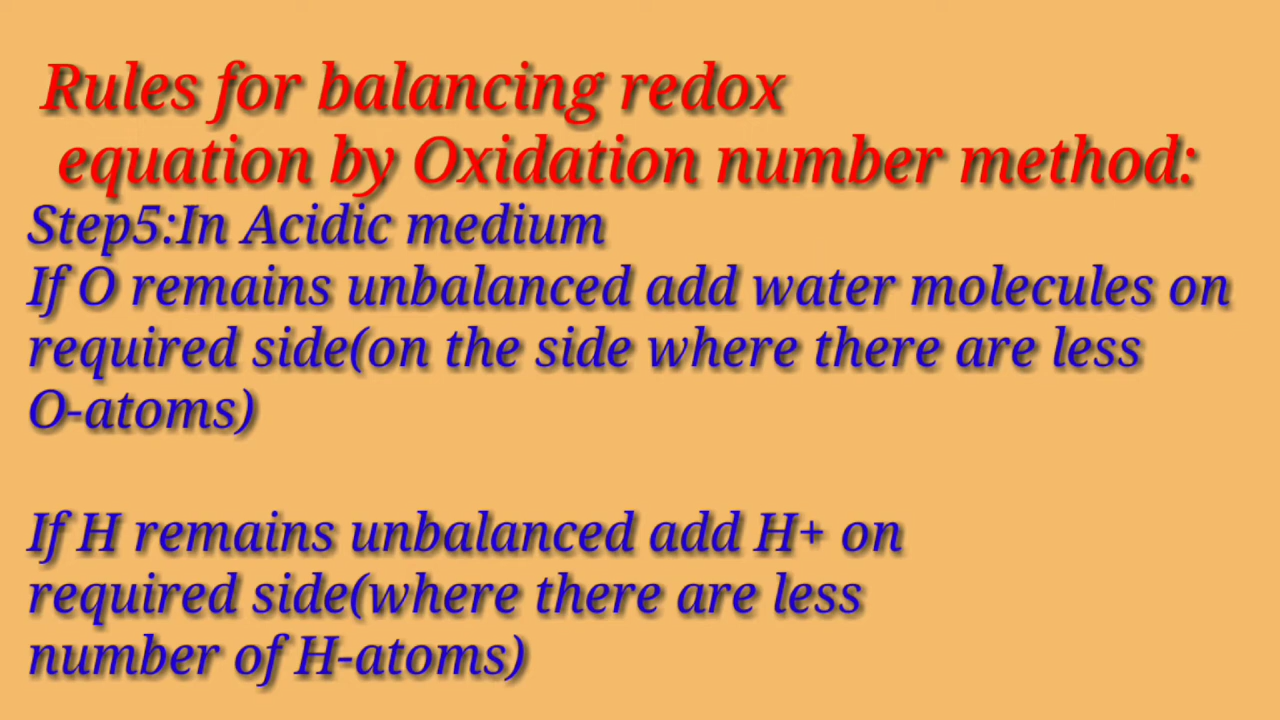 Rules for balancing redox
equation by Oxidation number method:
Step5:In Acidic medium
If O remains unbalanced add water molecules on
required side(on the side where there are less
O-atoms)
If H remains unbalanced add H+ on
required side(where there are less
number of H-atoms)